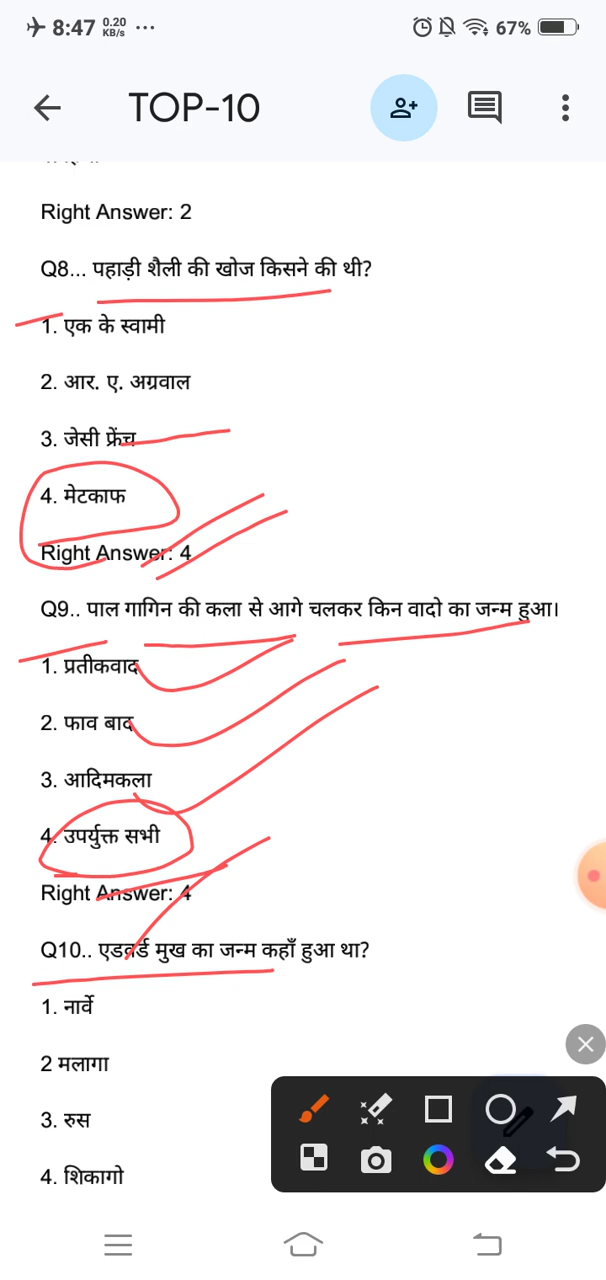 8:47 0.20 KB/s ... 67%
TOP-10
Right Answer: 2
Q8... पहाड़ी शैली की खोज किसने की थी?
1. एक के स्वामी
2. आर. ए. अग्रवाल
3. जेसी फ्रेंच
4. मेटकाफ
Right Answer: 4
Q9.. पाल गागिन की कला से आगे चलकर किन वादो का जन्म हुआ।
1. प्रतीकवाद
2. फाव बाद
3. आदिमकला
4. उपर्युक्त सभी
Right Answer: 4
Q10.. एडवर्ड मुख का जन्म कहाँ हुआ था?
1. नार्वे
2 मलागा
3. रुस
4. शिकागो